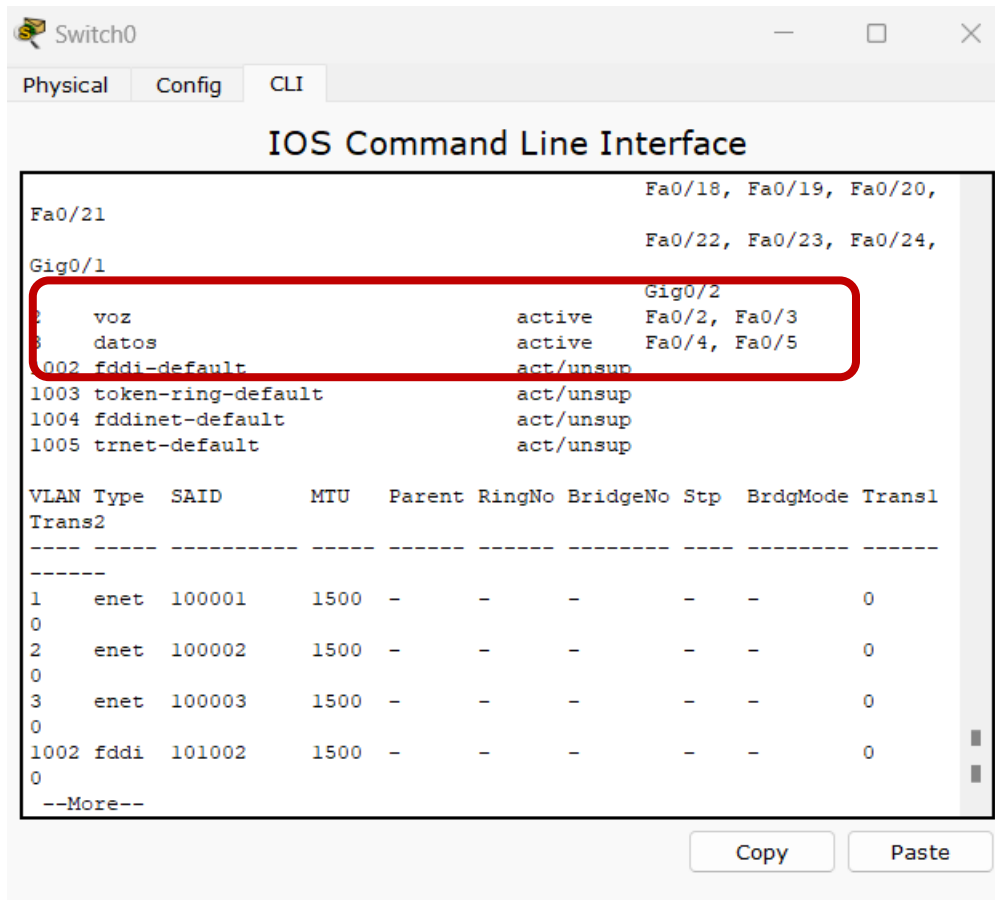 Switch0
Physical Config CLI
IOS Command Line Interface
Fa0/18, Fa0/19, Fa0/20,
Fa0/21
Fa0/22, Fa0/23, Fa0/24,
Gig0/1
Gig0/2
2 voz active Fa0/2, Fa0/3
3 datos active Fa0/4, Fa0/5
1002 fddi-default act/unsup
1003 token-ring-default act/unsup
1004 fddinet-default act/unsup
1005 trnet-default act/unsup
VLAN Type SAID MTU Parent RingNo BridgeNo Stp BrdgMode Trans1
Trans2
---- ----- ---------- ----- ------ ------ -------- ---- -------- ------
------
1 enet 100001 1500 - - - - - 0
0
2 enet 100002 1500 - - - - - 0
0
3 enet 100003 1500 - - - - - 0
0
1002 fddi 101002 1500 - - - - - 0
0
--More--
Copy Paste